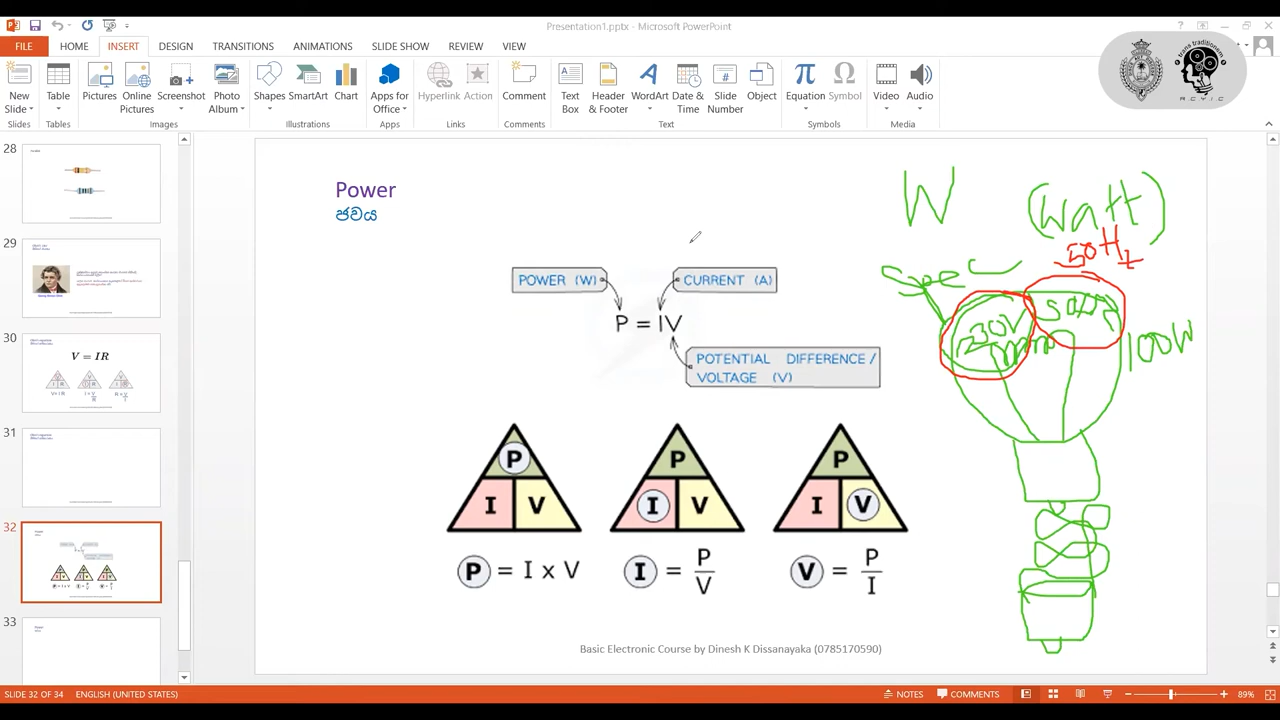 Presentation1.pptx - Microsoft PowerPoint
FILE HOME INSERT DESIGN TRANSITIONS ANIMATIONS SLIDE SHOW REVIEW VIEW
New Slide Table Pictures Online Pictures Screenshot Photo Album Shapes SmartArt Chart Apps for Office Hyperlink Action Comment Text Box Header & Footer WordArt Date & Time Slide Number Object Equation Symbol Video Audio
Slides Tables Images Illustrations Apps Links Comments Text Symbols Media
ACYIC
28
29
30
V = IR
31
32
33
Power
ජවය
W (Watt)
50Hz
Spec
230V
100W
POWER (W) CURRENT (A)
P = IV
POTENTIAL DIFFERENCE /
VOLTAGE (V)
P P P
I V I V I V
P = I x V I = P / V V = P / I
Basic Electronic Course by Dinesh K Dissanayaka (0785170590)
SLIDE 32 OF 34 ENGLISH (UNITED STATES) NOTES COMMENTS 89%